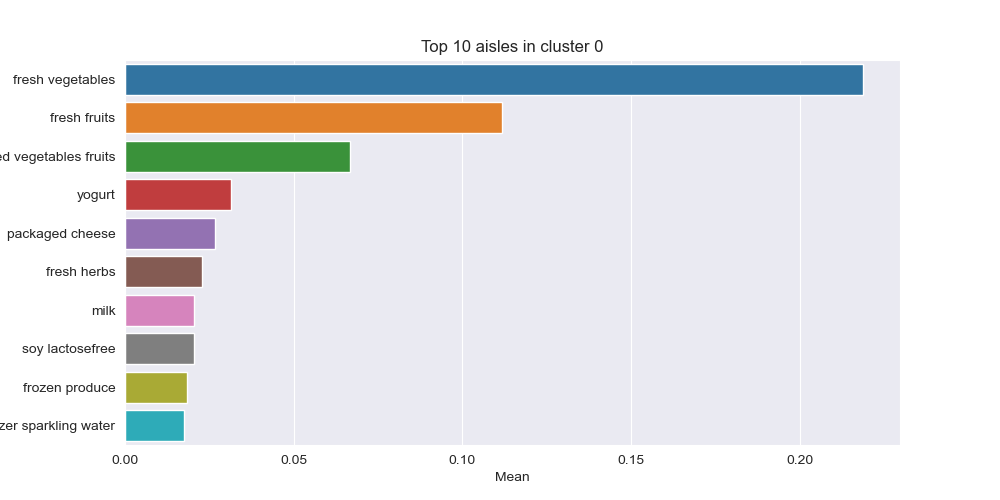 Top 10 aisles in cluster 0
fresh vegetables
fresh fruits
ed vegetables fruits
yogurt
packaged cheese
fresh herbs
milk
soy lactosefree
frozen produce
zer sparkling water
0.00 0.05 0.10 0.15 0.20
Mean